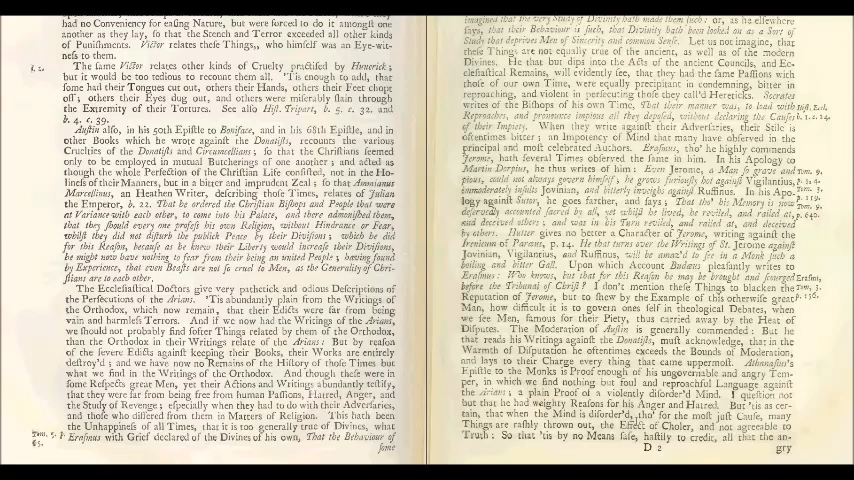 had no Conveniency for easing Nature, but were forced to do it amongst one
another as they lay, so that the Stench and Terror exceeded all other kinds
of Punishments. Victor relates these Things,, who himself was an Eye-wit-
ness to them.
The same Victor relates other kinds of Cruelty practised by Hunerick;
but it would be too tedious to recount them all. 'Tis enough to add, that
some had their Tongues cut out, others their Hands, others their Feet chopt
off; others their Eyes dug out, and others were miserably slain through
the Extremity of their Tortures. See also Hist. Tripart, b. 5. c. 32. and
b. 4. c. 39.
Austin also, in his 50th Epistle to Boniface, and in his 68th Epistle, and in
other Books which he wrote against the Donatists, recounts the various
Cruelties of the Donatists and Circumcellians; so that the Christians seemed
only to be employed in mutual Butcherings of one another; and acted as
though the whole Perfection of the Christian Life consisted, not in the Ho-
liness of their Manners, but in a bitter and imprudent Zeal; so that Ammianus
Marcellinus, an Heathen Writer, describing those Times, relates of Julian
the Emperor, b. 22. That he ordered the Christian Bishops and People that were
at Variance with each other, to come into his Palace, and there admonished them,
that they should every one profess his own Religion, without Hindrance or Fear,
whilst they did not disturb the publick Peace by their Divisions; which he did
for this Reason, because as he knew their Liberty would increase their Divisions,
he might now have nothing to fear from their being an united People; having found
by Experience, that even Beasts are not so cruel to Men, as the Generality of Chri-
stians are to each other.
The Ecclesiastical Doctors give very pathetick and odious Descriptions of
the Persecutions of the Arians. 'Tis abundantly plain from the Writings of
the Orthodox, which now remain, that their Edicts were far from being
vain and harmless Terrors. And if we now had the Writings of the Arians,
we should not probably find softer Things related by them of the Orthodox,
than the Orthodox in their Writings relate of the Arians: But by reason
of the severe Edicts against keeping their Books, their Works are entirely
destroy'd; and we have now no Remains of the History of those Times but
what we find in the Writings of the Orthodox. And though these were in
some Respects great Men, yet their Actions and Writings abundantly testify,
that they were far from being free from human Passions, Hatred, Anger, and
the Study of Revenge; especially when they had to do with their Adversaries,
and those who differed from them in Matters of Religion. This hath been
the Unhappiness of all Times, that it is too generally true of Divines, what
Erasmus with Grief declared of the Divines of his own, That the Behaviour of
some
imagined that the very Study of Divinity hath made them such: or, as he elsewhere
says, that their Behaviour is such, that Divinity hath been looked on as a Sort of
Study that deprives Men of Sincerity and common Sense. Let us not imagine, that
these Things are not equally true of the ancient, as well as of the modern
Divines. He that but dips into the Acts of the ancient Councils, and Ec-
clesiastical Remains, will evidently see, that they had the same Passions with
those of our own Time, were equally precipitant in condemning, bitter in
reproaching, and violent in persecuting those they call'd Hereticks. Socrates
writes of the Bishops of his own Time, That their manner was, to load with
Reproaches, and pronounce impious all they deposed, without declaring the Causes
of their Impiety. When they write against their Adversaries, their Stile is
oftentimes bitter; an Impotency of Mind that many have observed in the
principal and most celebrated Authors. Erasmus, tho' he highly commends
Jerome, hath several Times observed the same in him. In his Apology to
Martin Dorpius, he thus writes of him: Even Jerome, a Man so grave and
pious, could not always govern himself; he grows furiously hot against Vigilantius,
immoderately insults Jovinian, and bitterly inveighs against Ruffinus. In his Apo-
logy against Sutor, he goes farther, and says; That tho' his Memory is now
deservedly accounted sacred by all, yet whilst he lived, he reviled, and railed at,
and deceived others; and was in his Turn reviled, and railed at, and deceived
by others. Hutter gives no better a Character of Jerome, writing against the
Irenicum of Paraeus, p. 14. He that turns over the Writings of St. Jerome against
Jovinian, Vigilantius, and Ruffinus, will be amaz'd to see in a Monk such a
boiling and bitter Gall. Upon which Account Budaeus pleasantly writes to
Erasmus: Who knows, but that for this Reason he may be brought and scourged
before the Tribunal of Christ? I don't mention these Things to blacken the
Reputation of Jerome, but to shew by the Example of this otherwise great
Man, how difficult it is to govern ones self in theological Debates, when
we see Men, famous for their Piety, thus carried away by the Heat of
Disputes. The Moderation of Austin is generally commended: But he
that reads his Writings against the Donatists, must acknowledge, that in the
Warmth of Disputation he oftentimes exceeds the Bounds of Moderation,
and lays to their Charge every thing that came uppermost. Athanasius's
Epistle to the Monks is Proof enough of his ungovernable and angry Tem-
per, in which we find nothing but foul and reproachful Language against
the Arians; a plain Proof of a violently disorder'd Mind. I question not
but that he had weighty Reasons for his Anger and Hatred. But 'tis as cer-
tain, that when the Mind is disorder'd, tho' for the most just Cause, many
Things are rashly thrown out, the Effect of Choler, and not agreeable to
Truth: So that 'tis by no Means safe, hastily to credit, all that the an-
D 2 gry